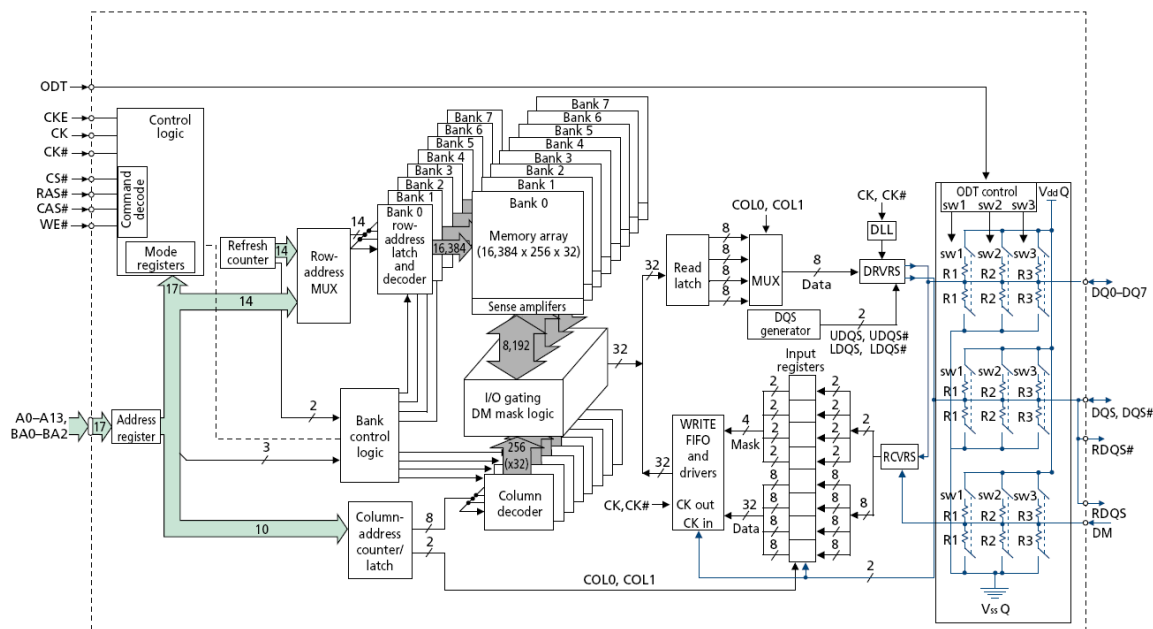 ODT
CKE
CK
CK#
CS#
RAS#
CAS#
WE#
Control
logic
Command
decode
Mode
registers
Refresh
counter
14
17
14
Row-
address
MUX
14
Bank 7
Bank 6
Bank 5
Bank 4
Bank 3
Bank 2
Bank 1
Bank 0
row-
address
latch
and
decoder
16,384
Bank 7
Bank 6
Bank 5
Bank 4
Bank 3
Bank 2
Bank 1
Bank 0
Memory array
(16,384 x 256 x 32)
Sense amplifers
8,192
I/O gating
DM mask logic
32
256
(x32)
Column
decoder
A0–A13,
BA0–BA2
17
Address
register
2
3
Bank
control
logic
10
Column-
address
counter/
latch
8
2
COL0, COL1
32
Read
latch
8
8
8
8
COL0, COL1
MUX
8
Data
CK, CK#
DLL
DRVRS
DQS
generator
2
UDQS, UDQS#
LDQS, LDQS#
Input
registers
32
CK,CK#
WRITE
FIFO
and
drivers
CK out
CK in
4
Mask
32
Data
2
2
2
2
8
8
8
8
2
2
2
2
8
8
8
8
2
8
RCVRS
2
ODT control
sw1 sw2 sw3
VddQ
sw1 sw2 sw3
R1 R2 R3
R1 R2 R3
sw1 sw2 sw3
R1 R2 R3
R1 R2 R3
sw1 sw2 sw3
R1 R2 R3
R1 R2 R3
VssQ
DQ0–DQ7
DQS, DQS#
RDQS#
RDQS
DM